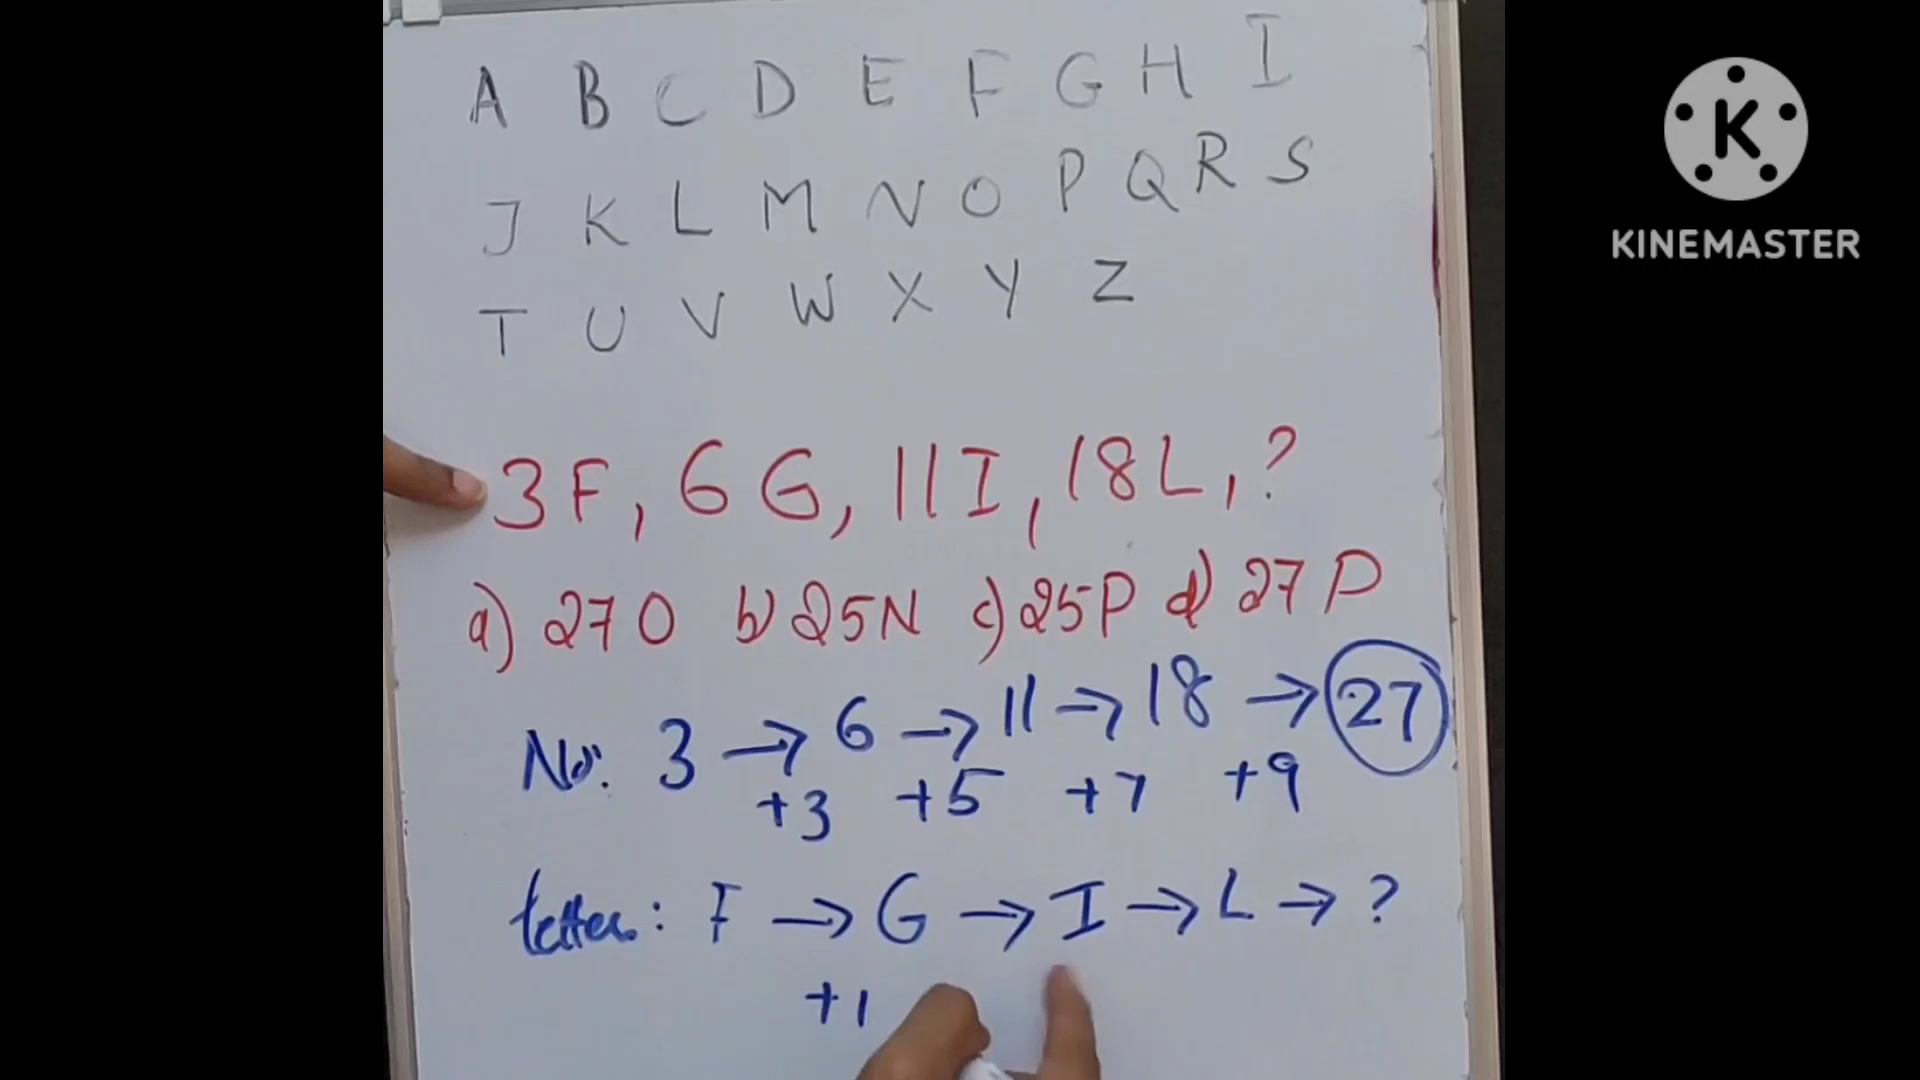 A B C D E F G H I
J K L M N O P Q R S
T U V W X Y Z
3F, 6G, 11I, 18L, ?
a) 27O b) 25N c) 25P d) 27P
No: 3 → 6 → 11 → 18 → 27
+3 +5 +7 +9
Letter: F → G → I → L → ?
+1
K
KINEMASTER